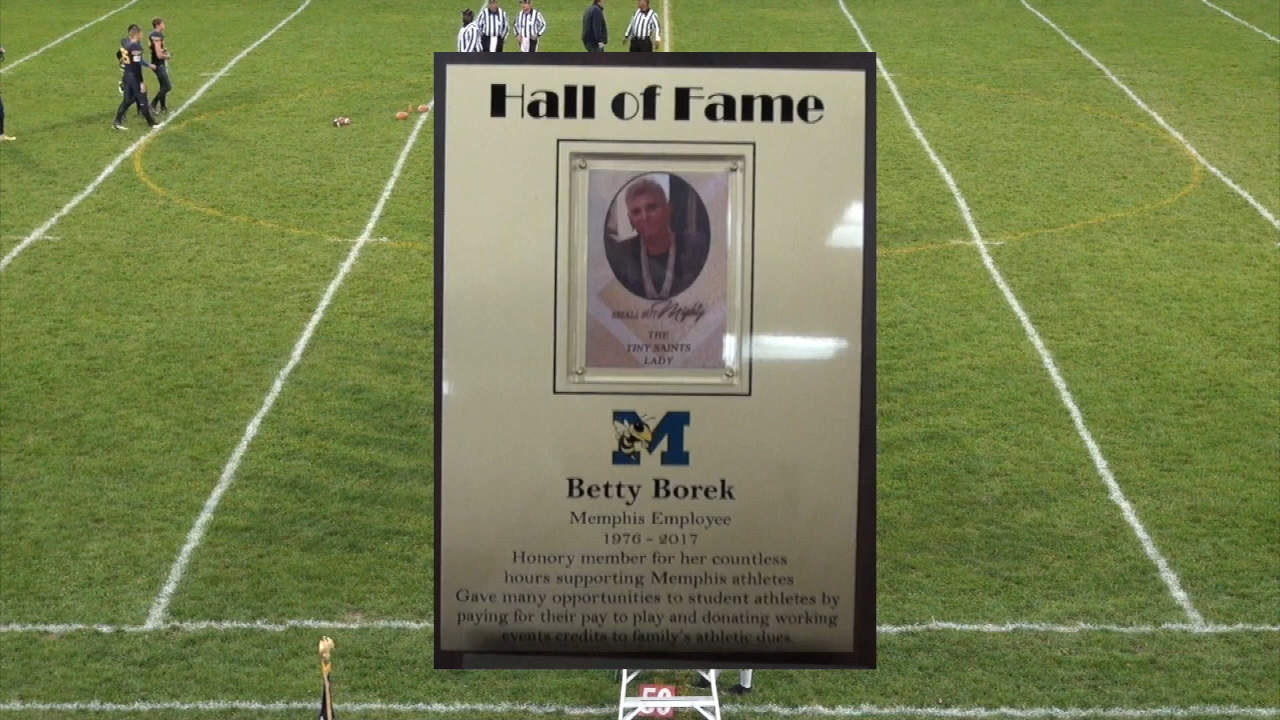 Hall of Fame
SMALL BUT Mighty
THE
TINY SAINTS
LADY
M
Betty Borek
Memphis Employee
1976 - 2017
Honory member for her countless
hours supporting Memphis athletes
Gave many opportunities to student athletes by
paying for their pay to play and donating working
events credits to family's athletic dues.
50